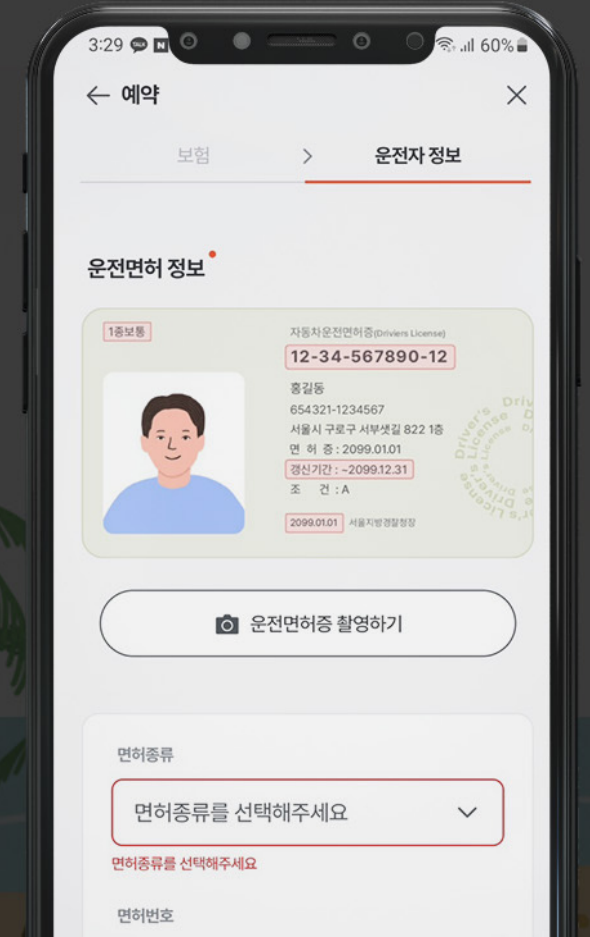 3:29 60%
예약
보험 운전자 정보
운전면허 정보
1종보통
자동차운전면허증(Driviers License)
12-34-567890-12
홍길동
654321-1234567
서울시 구로구 서부샛길 822 1층
면 허 증 : 2099.01.01
갱신기간 : ~2099.12.31
조 건 : A
2099.01.01 서울지방경찰청장
Driver's License
운전면허증 촬영하기
면허종류
면허종류를 선택해주세요
면허종류를 선택해주세요
면허번호